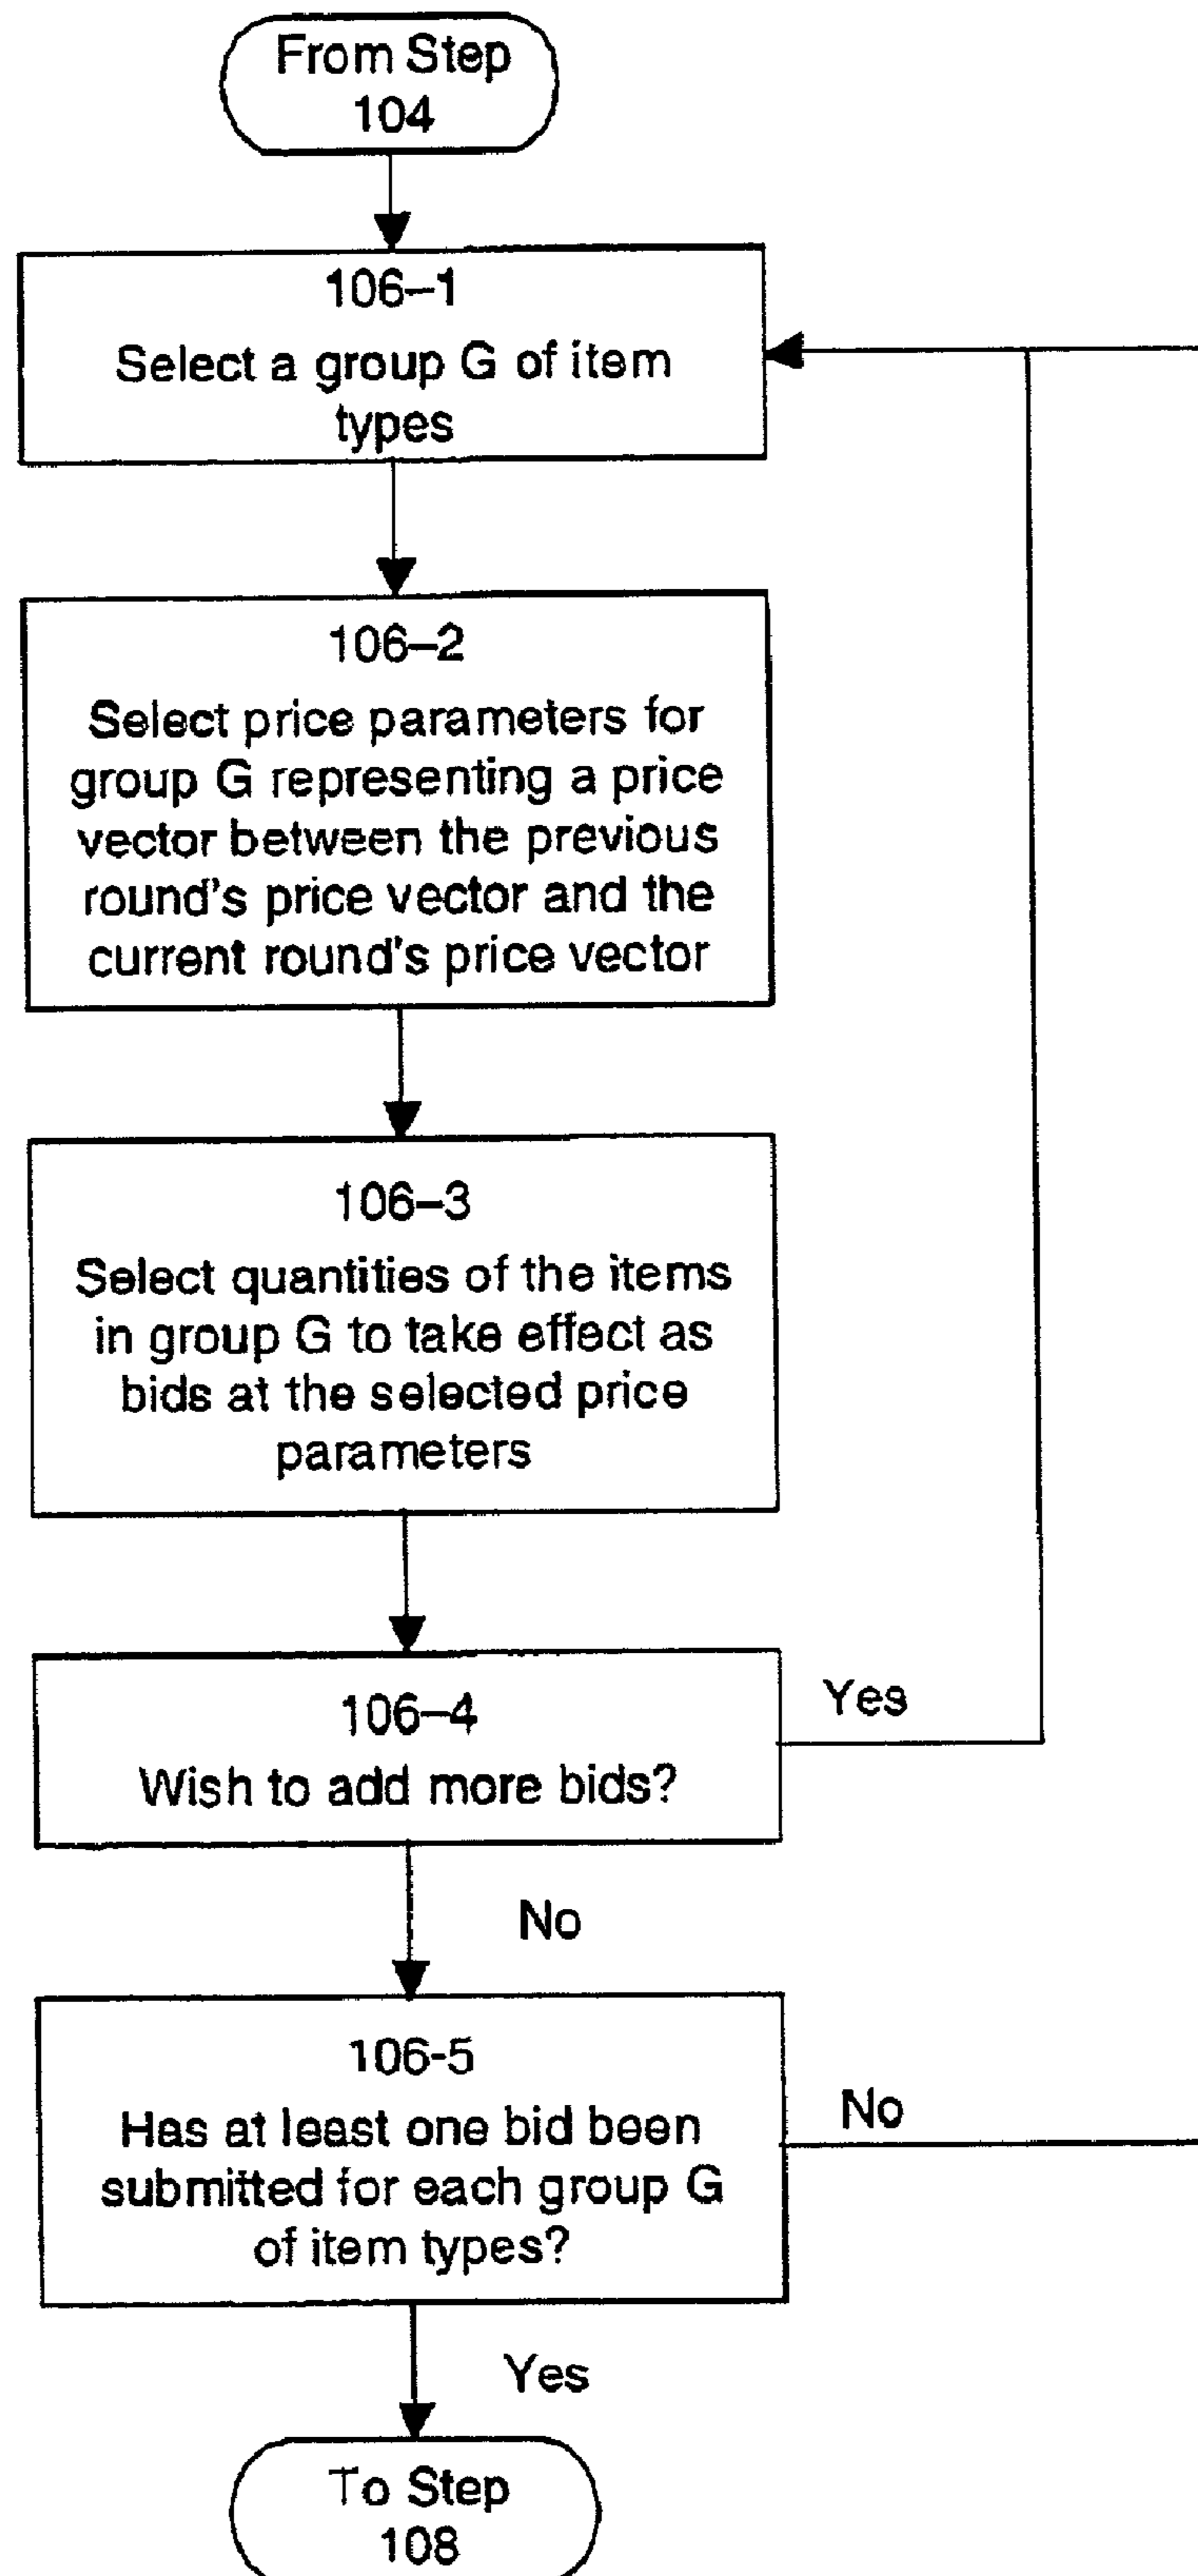 From Step
104
106–1
Select a group G of item
types
106–2
Select price parameters for
group G representing a price
vector between the previous
round's price vector and the
current round's price vector
106–3
Select quantities of the items
in group G to take effect as
bids at the selected price
parameters
106–4
Wish to add more bids?
Yes
No
106-5
Has at least one bid been
submitted for each group G
of item types?
No
Yes
To Step
108